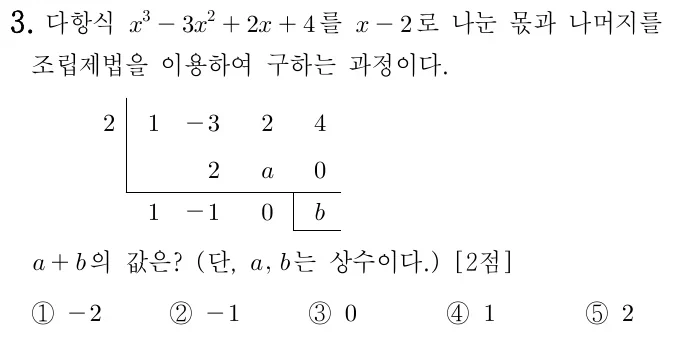 3. 다항식 x³ − 3x² + 2x + 4를 x − 2로 나눈 몫과 나머지를
조립제법을 이용하여 구하는 과정이다.
2 1 −3 2 4
2 a 0
1 −1 0 b
a + b의 값은? (단, a, b는 상수이다.) [2점]
① −2 ② −1 ③ 0 ④ 1 ⑤ 2